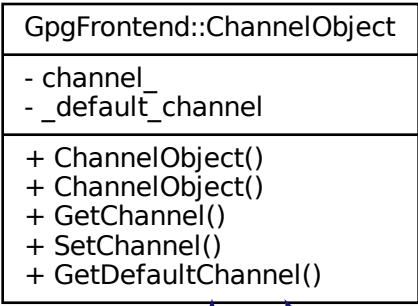 GpgFrontend::ChannelObject
- channel_
- _default_channel
+ ChannelObject()
+ ChannelObject()
+ GetChannel()
+ SetChannel()
+ GetDefaultChannel()